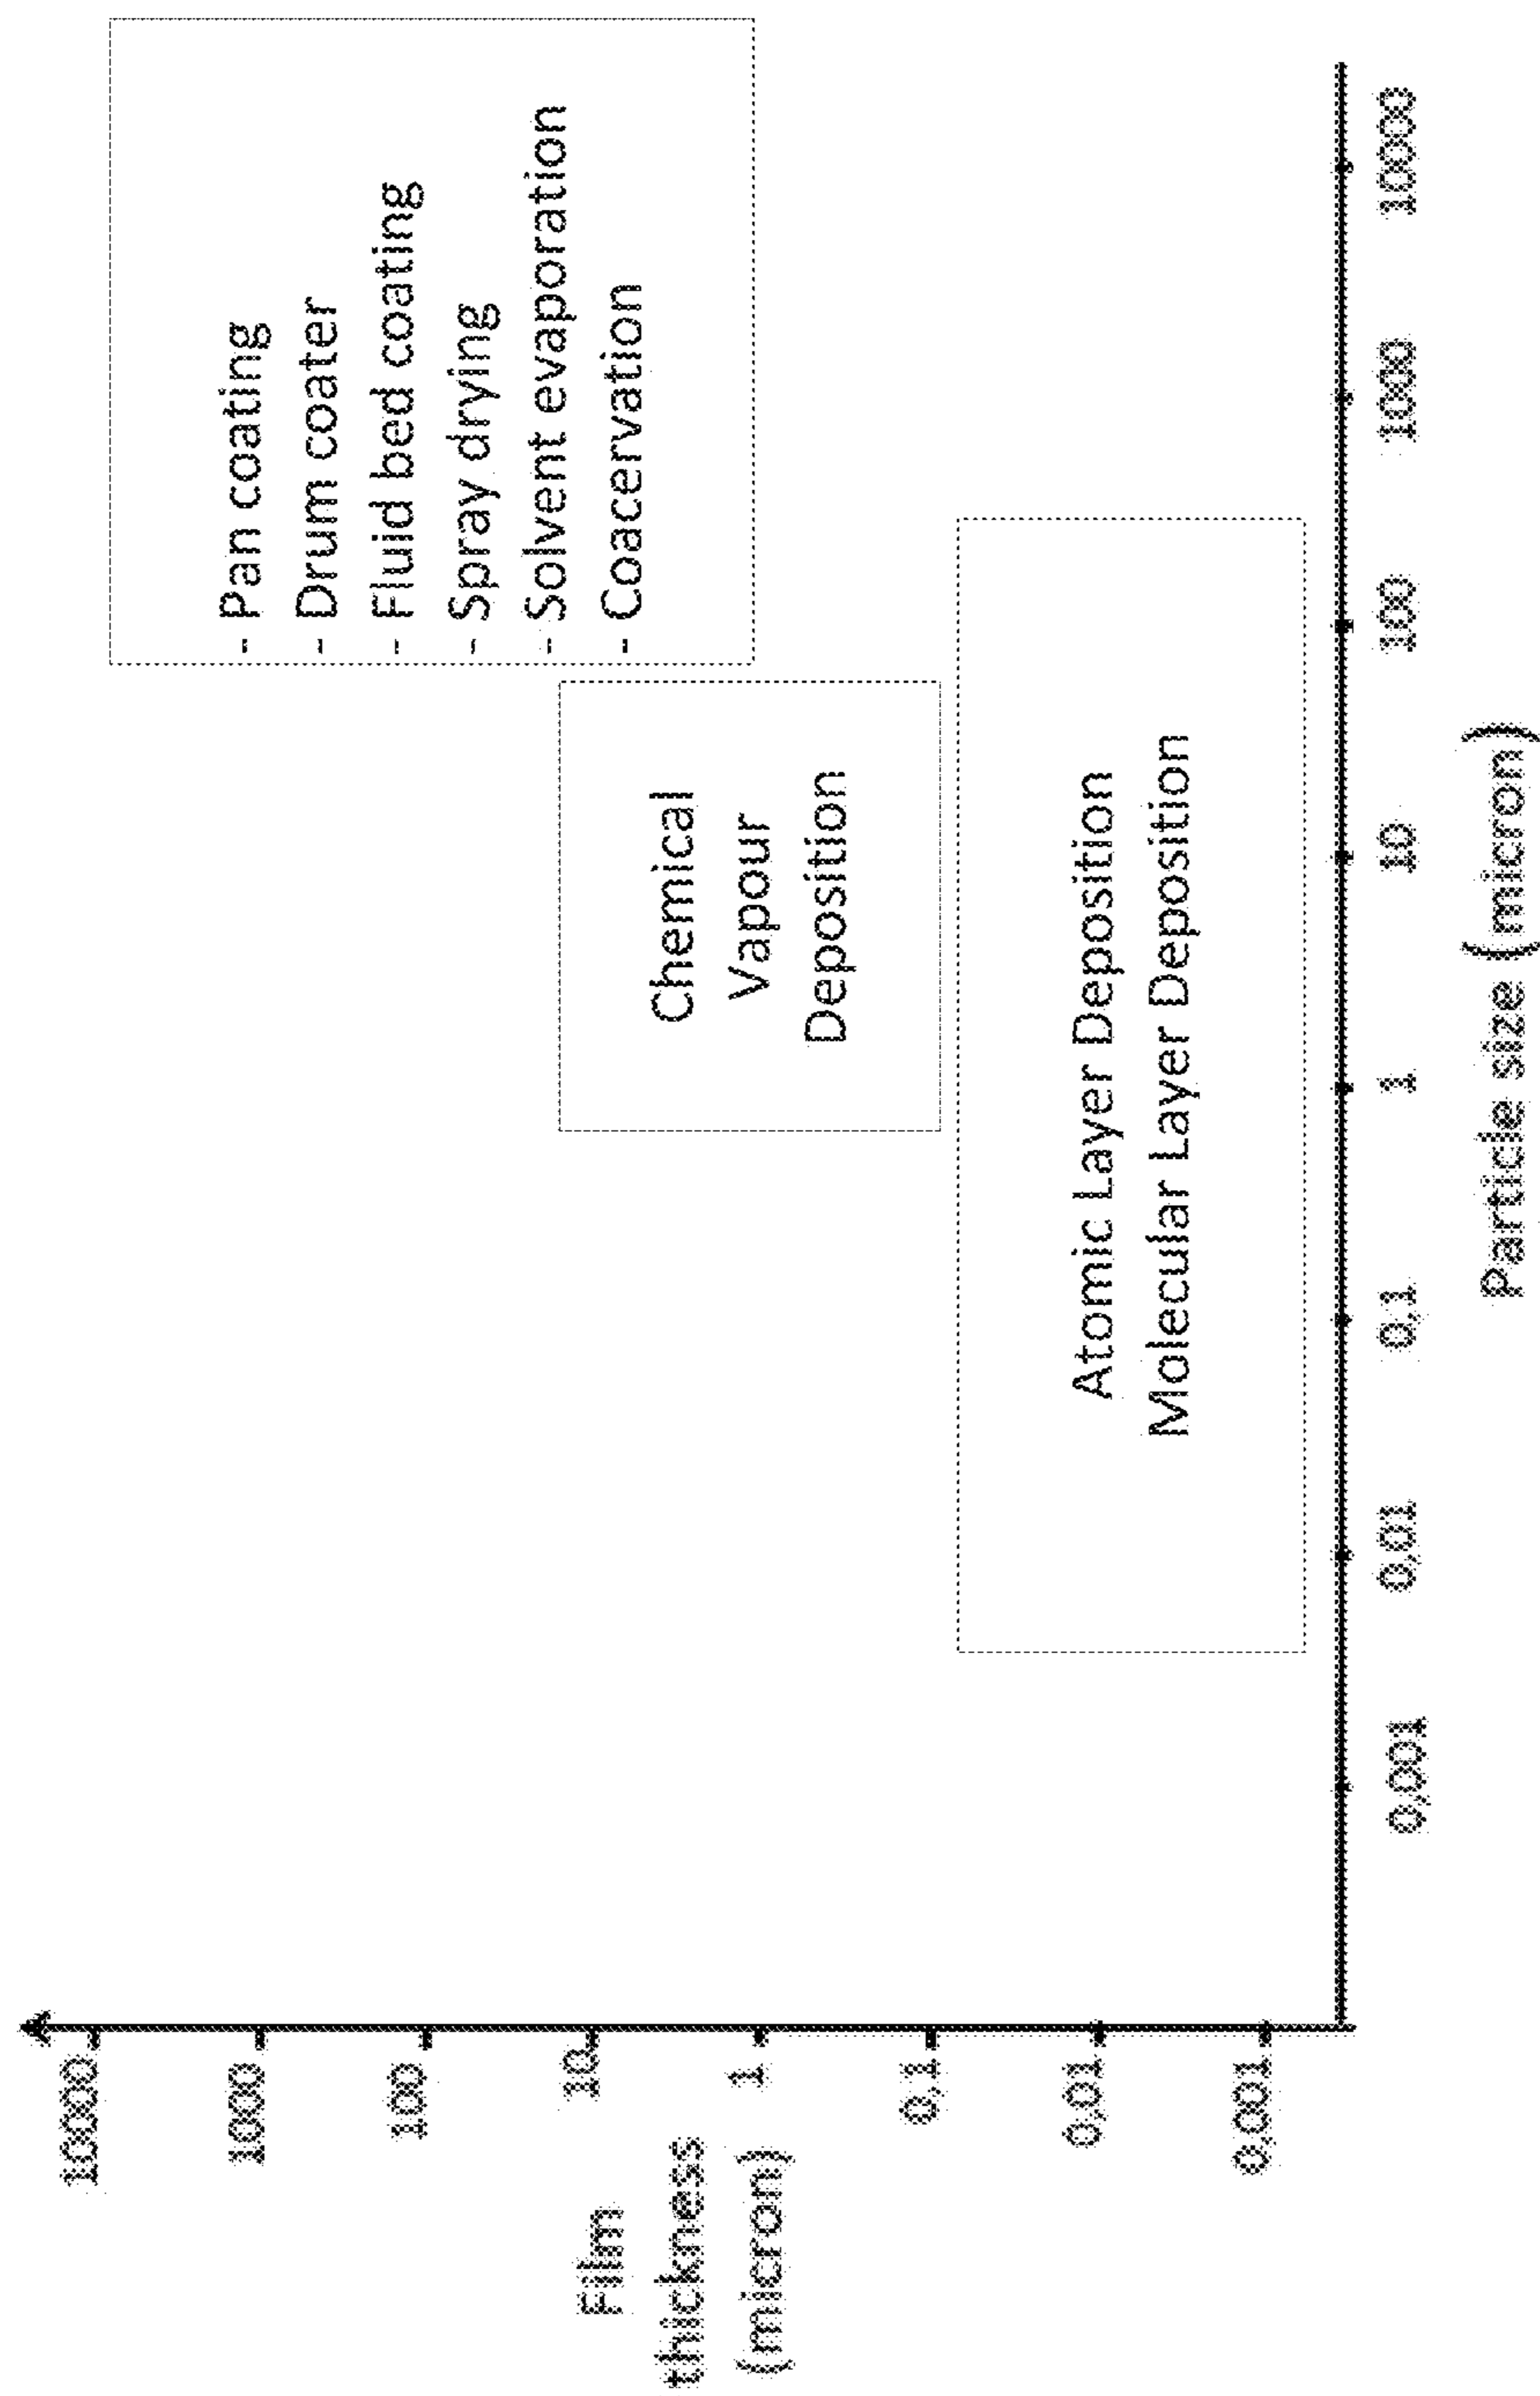 10000
1000
100
10
1
0,1
0,01
0,001
Film
thickness
(micron)
- Pan coating
- Drum coater
- Fluid bed coating
- Spray drying
- Solvent evaporation
- Coacervation
Chemical
Vapour
Deposition
Atomic Layer Deposition
Molecular Layer Deposition
0,001
0,01
0,1
1
10
100
1000
10000
Particle size (micron)